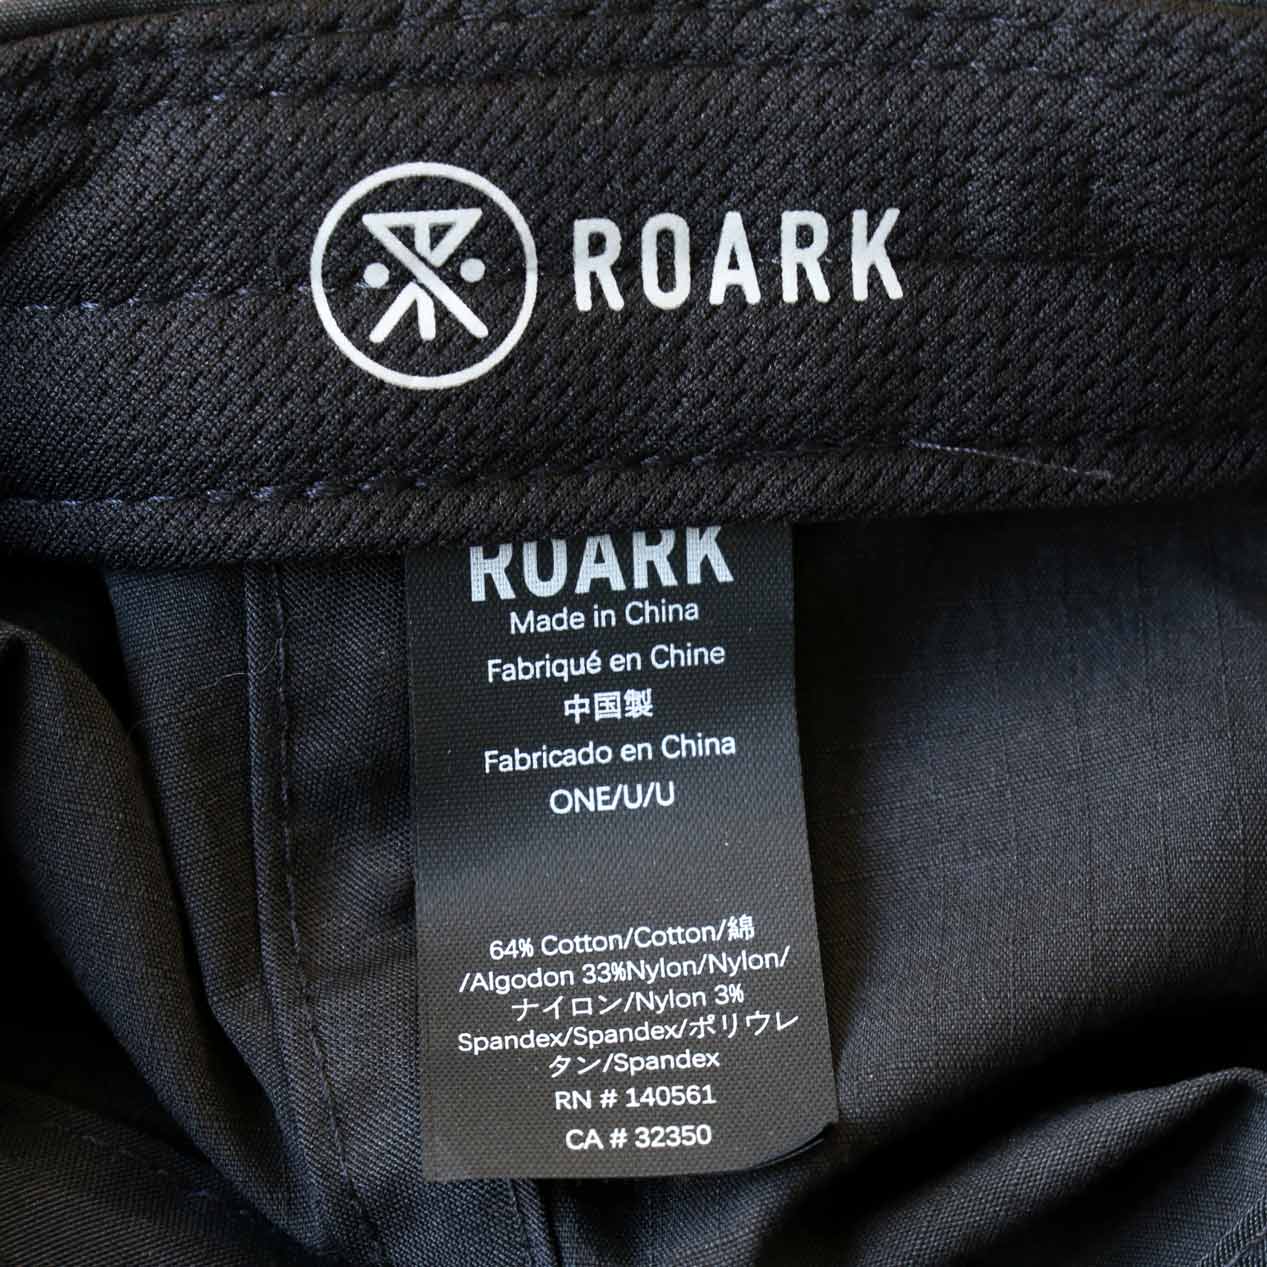 ROARK
ROARK
Made in China
Fabriqué en Chine
中国製
Fabricado en China
ONE/U/U
64% Cotton/Cotton/綿
/Algodon 33%Nylon/Nylon/
ナイロン/Nylon 3%
Spandex/Spandex/ポリウレ
タン/Spandex
RN # 140561
CA # 32350